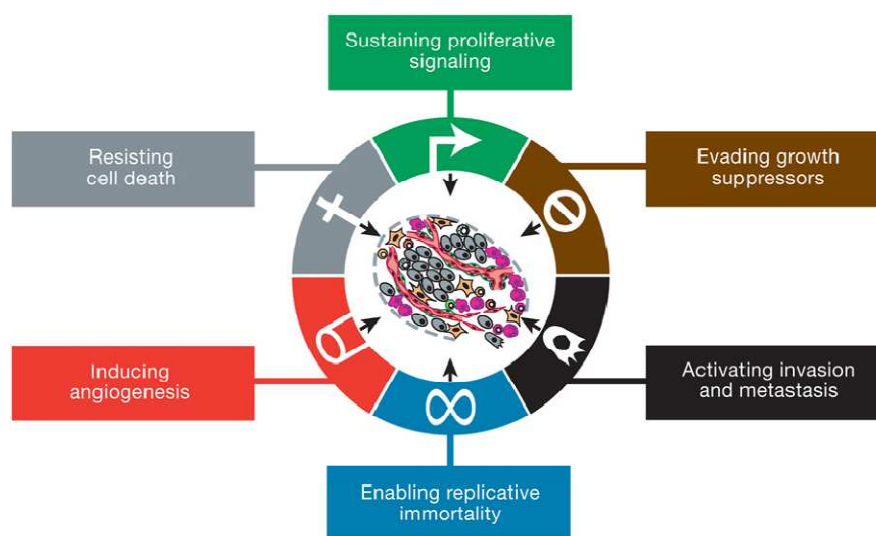 Sustaining proliferative
signaling
Resisting
cell death
Evading growth
suppressors
Inducing
angiogenesis
Activating invasion
and metastasis
Enabling replicative
immortality